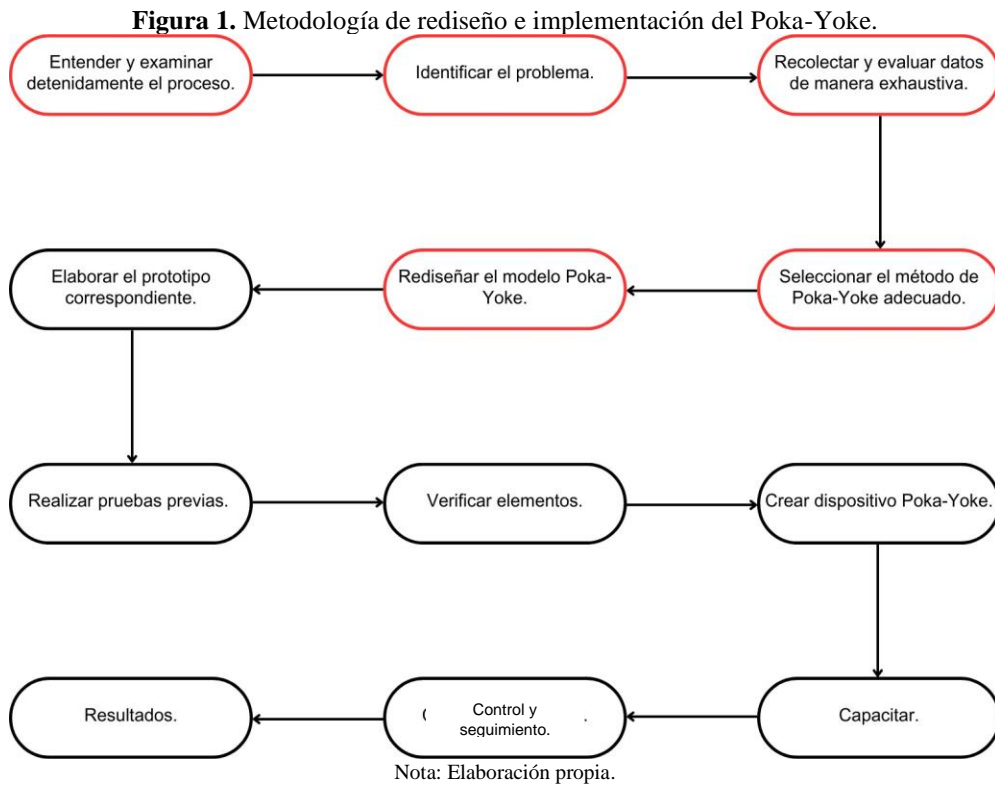 Figura 1. Metodología de rediseño e implementación del Poka-Yoke.
Entender y examinar
detenidamente el proceso.
Identificar el problema.
Recolectar y evaluar datos
de manera exhaustiva.
Seleccionar el método de
Poka-Yoke adecuado.
Rediseñar el modelo Poka-
Yoke.
Elaborar el prototipo
correspondiente.
Realizar pruebas previas.
Verificar elementos.
Crear dispositivo Poka-Yoke.
Capacitar.
Control y
seguimiento.
Resultados.
Nota: Elaboración propia.